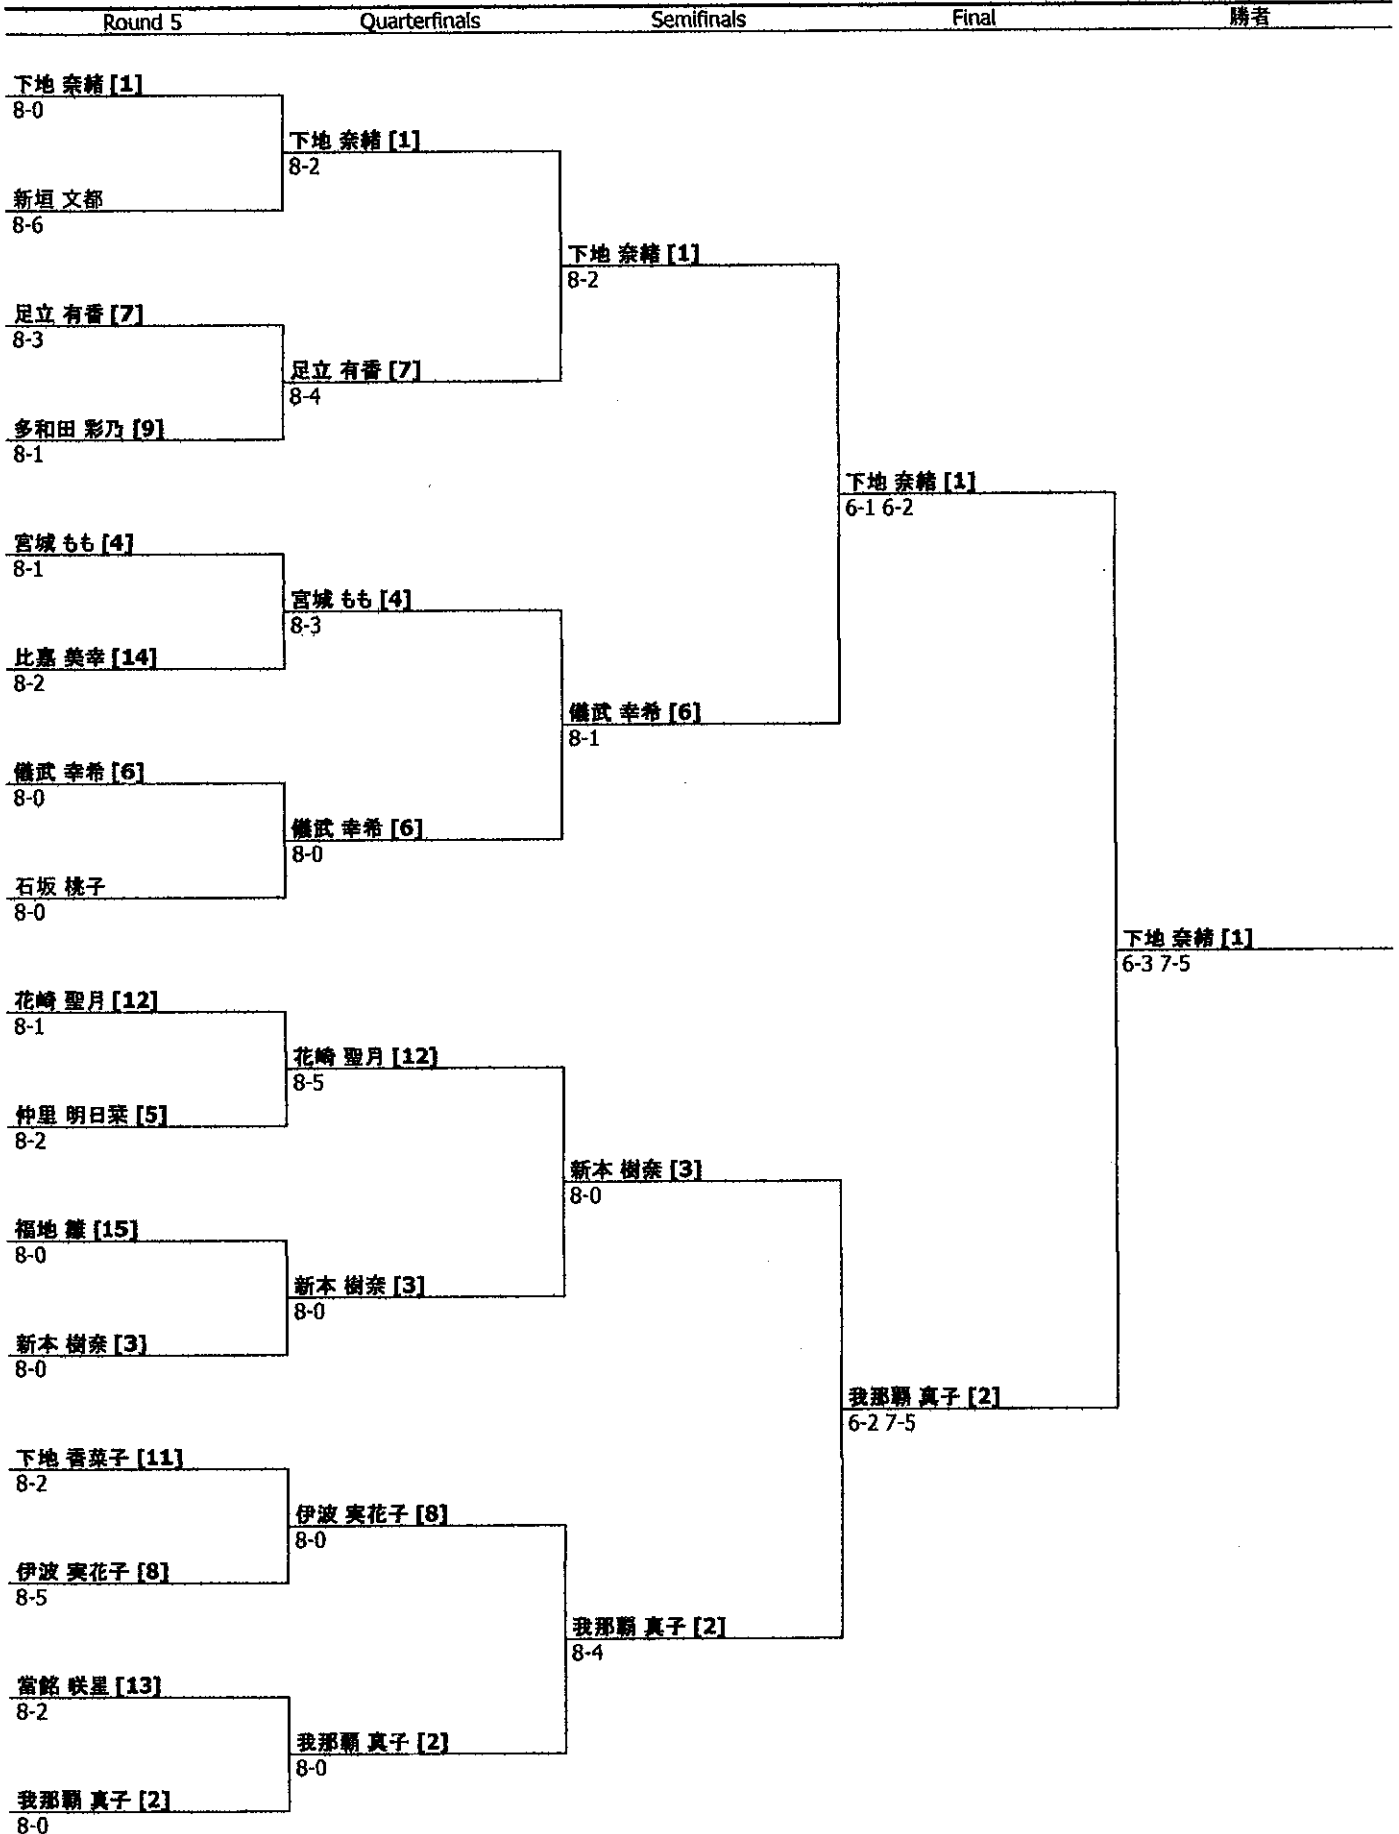 Round 5 Quarterfinals Semifinals Final 勝者
下地 奈緒 [1]
8-0
下地 奈緒 [1]
8-2
新垣 文都
8-6
下地 奈緒 [1]
8-2
足立 有香 [7]
8-3
足立 有香 [7]
8-4
多和田 彩乃 [9]
8-1
下地 奈緒 [1]
6-1 6-2
宮城 もも [4]
8-1
宮城 もも [4]
8-3
比嘉 美幸 [14]
8-2
儀武 幸希 [6]
8-1
儀武 幸希 [6]
8-0
儀武 幸希 [6]
8-0
石坂 桃子
8-0
下地 奈緒 [1]
6-3 7-5
花崎 聖月 [12]
8-1
花崎 聖月 [12]
8-5
仲里 明日栞 [5]
8-2
新本 樹奈 [3]
8-0
福地 雛 [15]
8-0
新本 樹奈 [3]
8-0
新本 樹奈 [3]
8-0
我那覇 真子 [2]
6-2 7-5
下地 香菜子 [11]
8-2
伊波 実花子 [8]
8-0
伊波 実花子 [8]
8-5
我那覇 真子 [2]
8-4
當銘 咲星 [13]
8-2
我那覇 真子 [2]
8-0
我那覇 真子 [2]
8-0